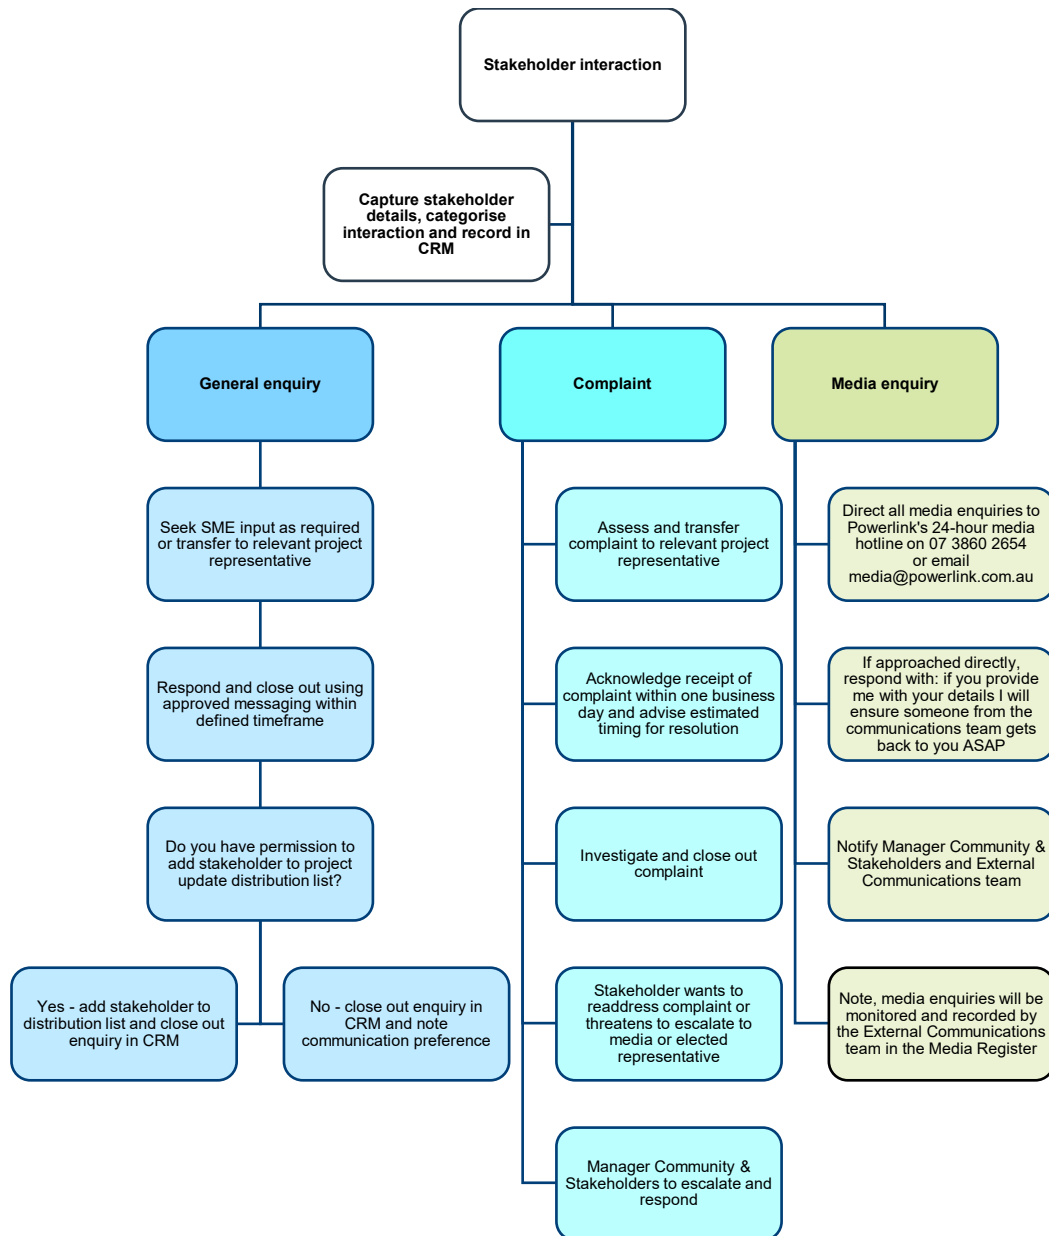 Stakeholder interaction
Capture stakeholder
details, categorise
interaction and record in
CRM
General enquiry
Complaint
Media enquiry
Seek SME input as required
or transfer to relevant project
representative
Assess and transfer
complaint to relevant project
representative
Direct all media enquiries to
Powerlink's 24-hour media
hotline on 07 3860 2654
or email
media@powerlink.com.au
Respond and close out using
approved messaging within
defined timeframe
Acknowledge receipt of
complaint within one business
day and advise estimated
timing for resolution
If approached directly,
respond with: if you provide
me with your details I will
ensure someone from the
communications team gets
back to you ASAP
Do you have permission to
add stakeholder to project
update distribution list?
Investigate and close out
complaint
Notify Manager Community &
Stakeholders and External
Communications team
Yes - add stakeholder to
distribution list and close out
enquiry in CRM
No - close out enquiry in
CRM and note
communication preference
Stakeholder wants to
readdress complaint or
threatens to escalate to
media or elected
representative
Note, media enquiries will be
monitored and recorded by
the External Communications
team in the Media Register
Manager Community &
Stakeholders to escalate and
respond